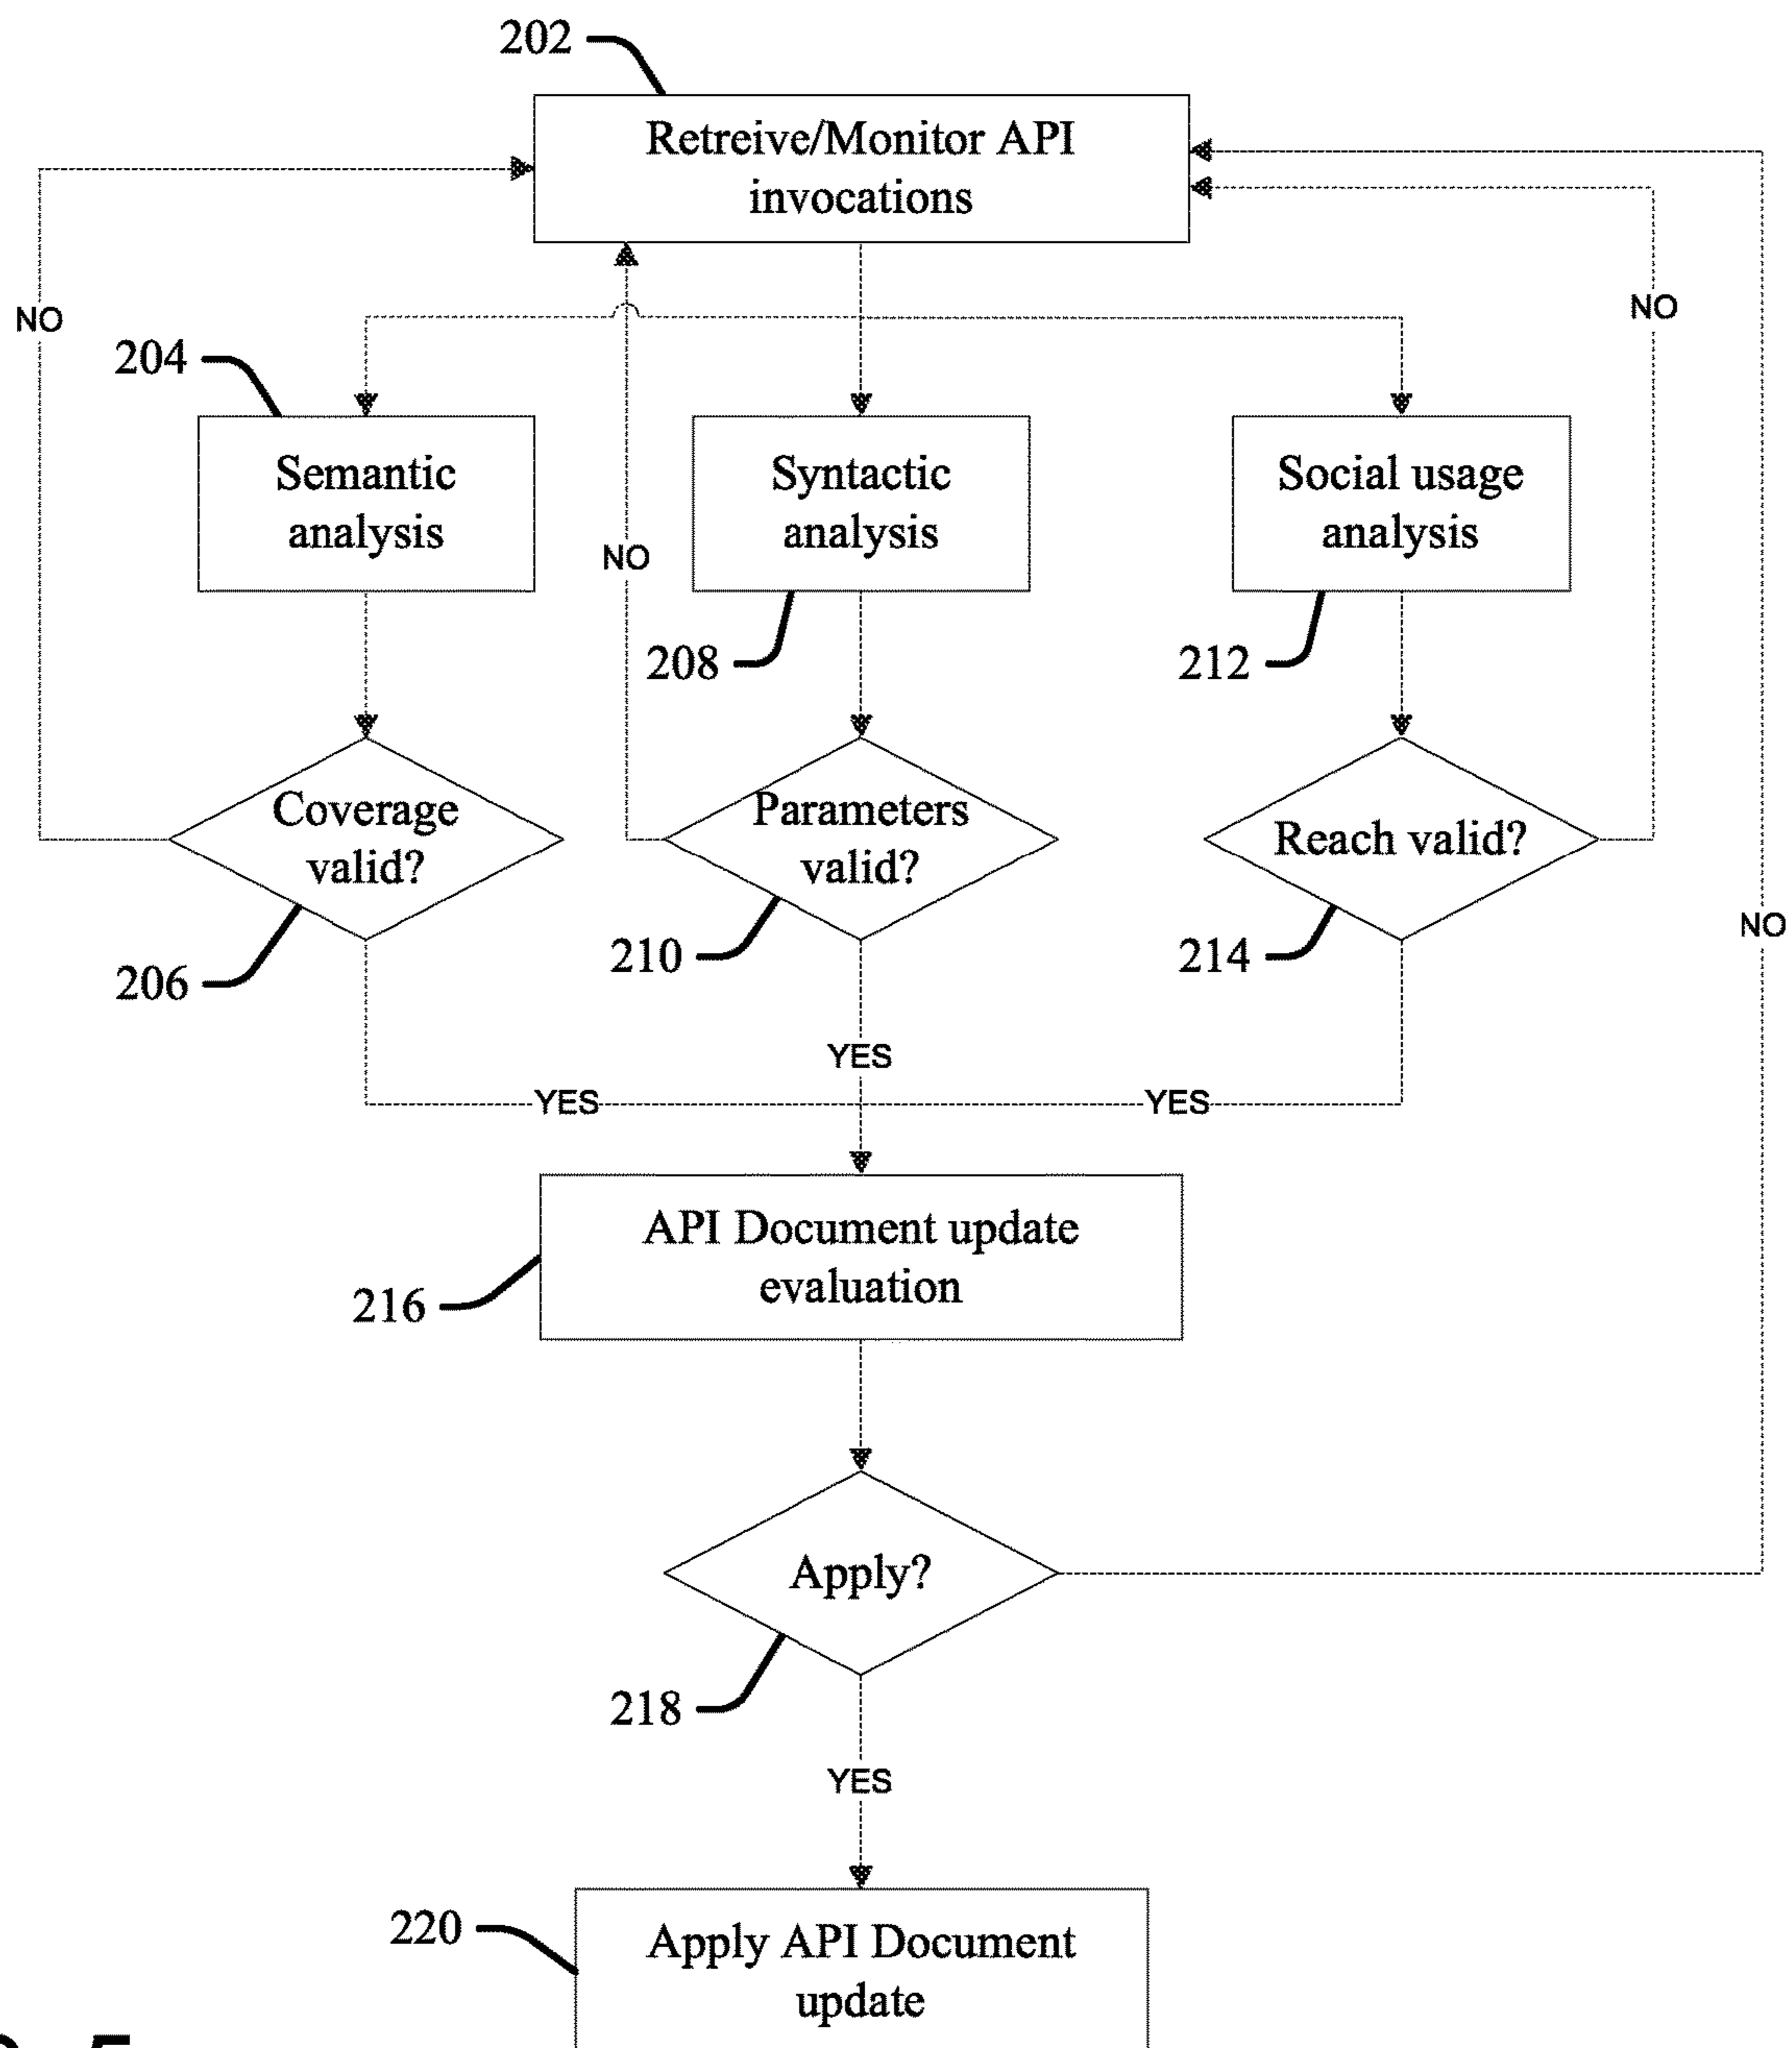 202
Retreive/Monitor API
invocations
NO
NO
204
Semantic
analysis
Syntactic
analysis
Social usage
analysis
NO
208
212
Coverage
valid?
Parameters
valid?
Reach valid?
NO
206
210
214
YES
YES
YES
API Document update
evaluation
216
Apply?
218
YES
220
Apply API Document
update